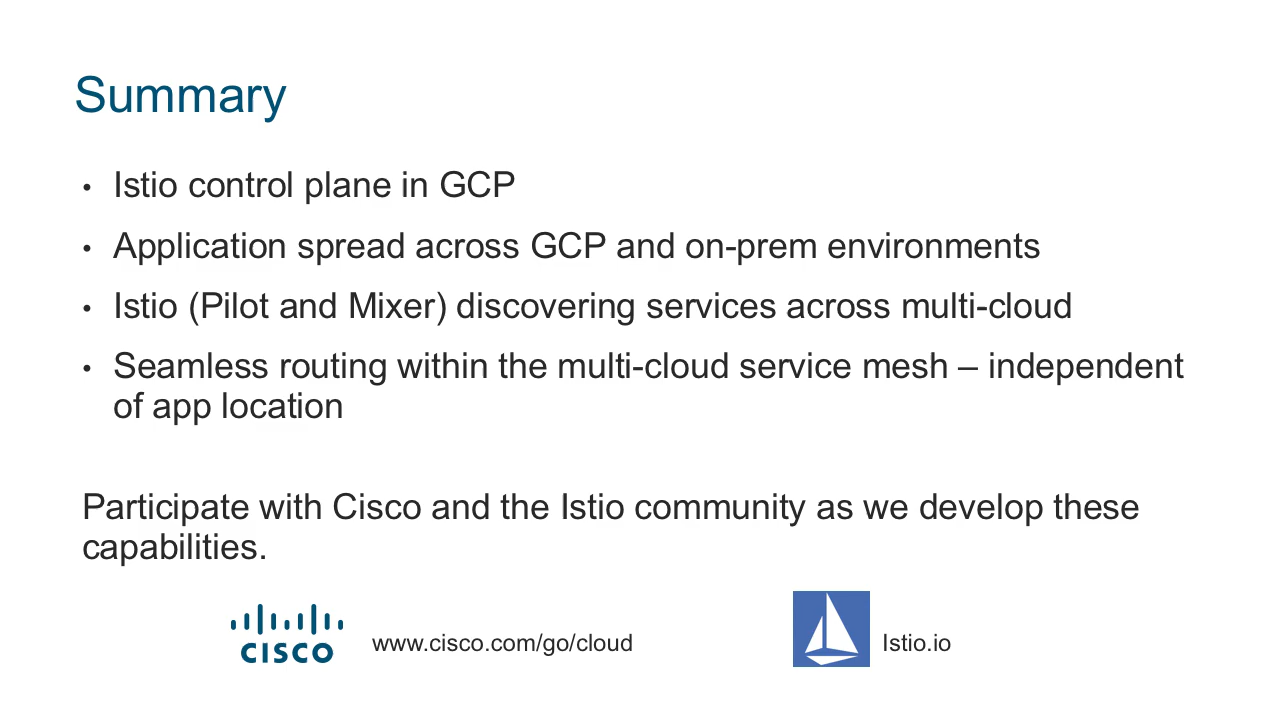 Summary
• Istio control plane in GCP
• Application spread across GCP and on-prem environments
• Istio (Pilot and Mixer) discovering services across multi-cloud
• Seamless routing within the multi-cloud service mesh – independent
of app location
Participate with Cisco and the Istio community as we develop these
capabilities.
CISCO
www.cisco.com/go/cloud
Istio.io